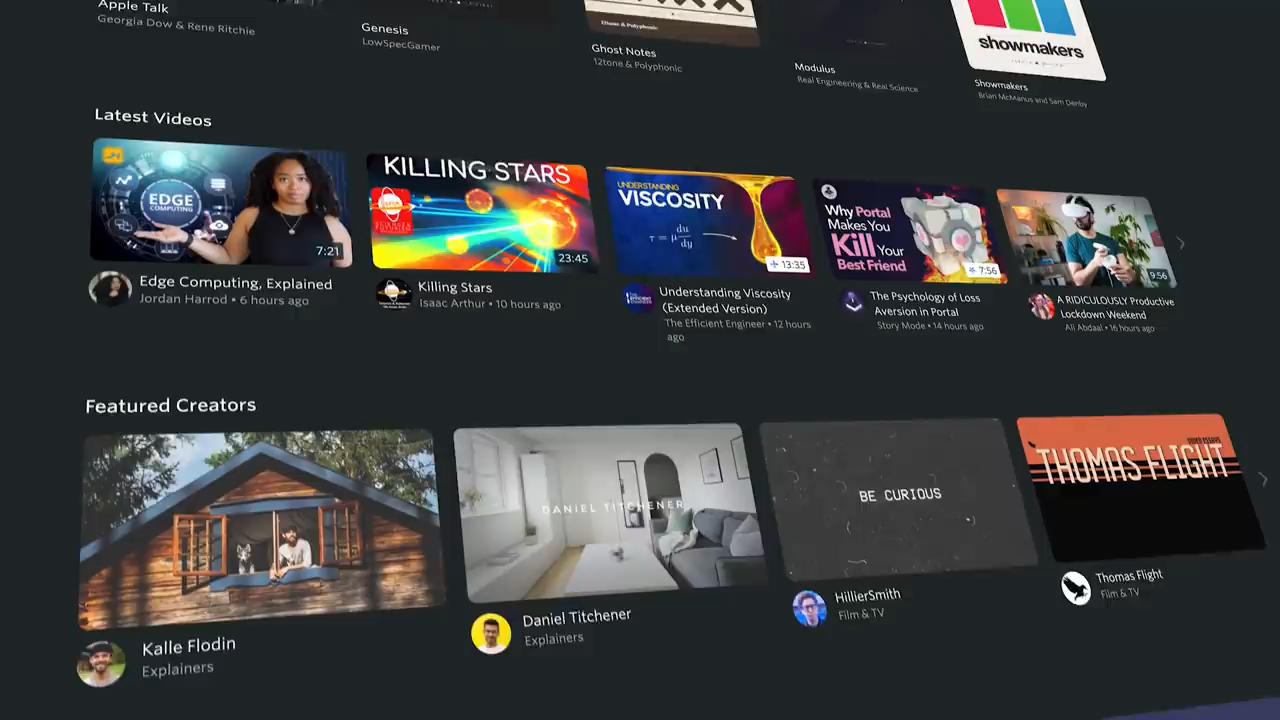 Apple Talk
Georgia Dow & Rene Ritchie
Genesis
LowSpecGamer
Ethane & Polyphonic
Ghost Notes
12tone & Polyphonic
Modulus
Real Engineering & Real Science
showmakers
Showmakers
Brian McManus and Sam Denby
Latest Videos
EDGE
COMPUTING
7:21
Edge Computing, Explained
Jordan Harrod • 6 hours ago
KILLING STARS
23:45
Killing Stars
Isaac Arthur • 10 hours ago
UNDERSTANDING
VISCOSITY
τ = μ du/dy
13:35
Understanding Viscosity
(Extended Version)
The Efficient Engineer • 12 hours
ago
Why Portal
Makes You
Kill Your
Best Friend
7:56
The Psychology of Loss
Aversion in Portal
Story Mode • 14 hours ago
9:56
A RIDICULOUSLY Productive
Lockdown Weekend
Ali Abdaal • 16 hours ago
Featured Creators
Kalle Flodin
Explainers
DANIEL TITCHENER
Daniel Titchener
Explainers
BE CURIOUS
HillierSmith
Film & TV
VIDEO ESSAYS
THOMAS FLIGHT
Thomas Flight
Film & TV